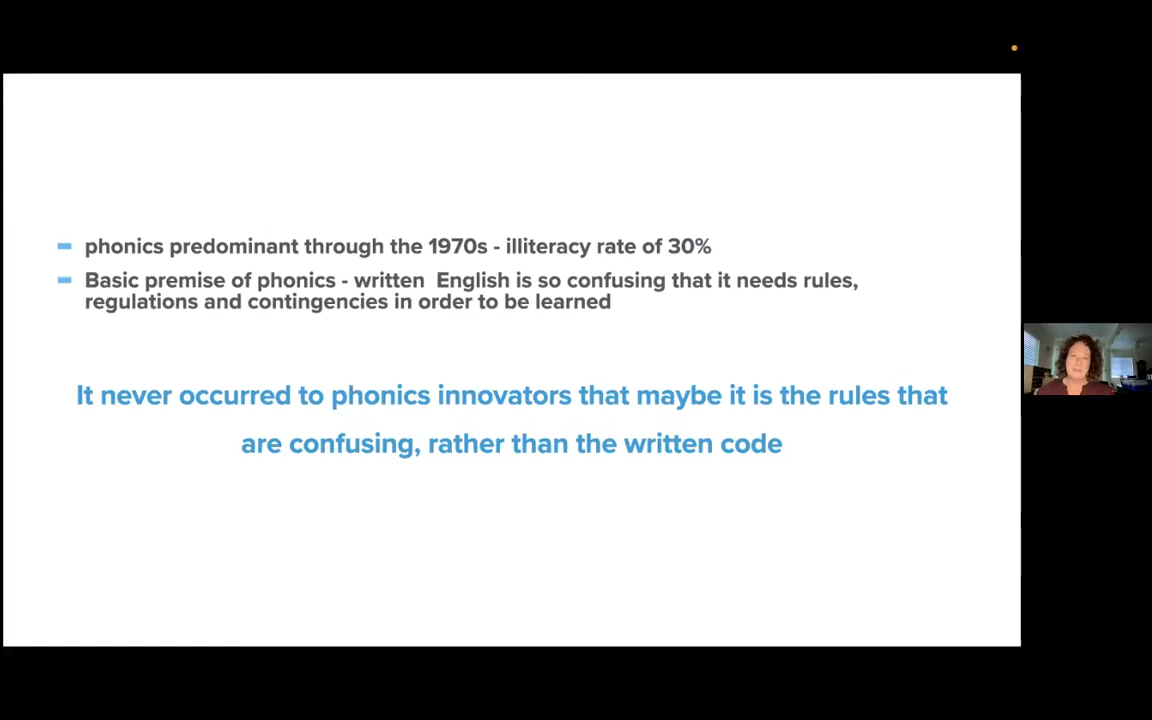 phonics predominant through the 1970s - illiteracy rate of 30%
Basic premise of phonics - written  English is so confusing that it needs rules,
regulations and contingencies in order to be learned
It never occurred to phonics innovators that maybe it is the rules that
are confusing, rather than the written code